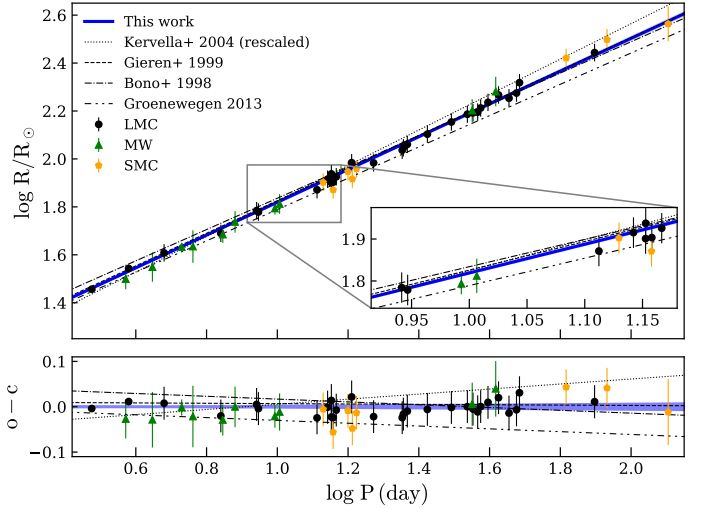 log R/R☉
2.6
2.4
2.2
2.0
1.8
1.6
1.4
This work
Kervella+ 2004 (rescaled)
Gieren+ 1999
Bono+ 1998
Groenewegen 2013
LMC
MW
SMC
1.9
1.8
0.95
1.00
1.05
1.10
1.15
o − c
0.1
0.0
−0.1
0.6
0.8
1.0
1.2
1.4
1.6
1.8
2.0
log P (day)